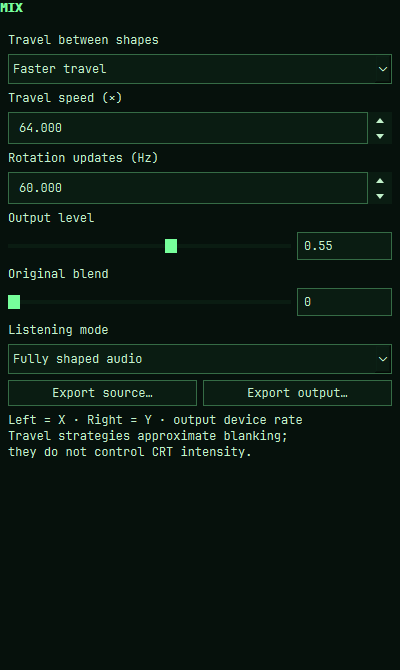 MIX
Travel between shapes
Faster travel
Travel speed (×)
64.000
Rotation updates (Hz)
60.000
Output level
0.55
Original blend
0
Listening mode
Fully shaped audio
Export source…
Export output…
Left = X · Right = Y · output device rate
Travel strategies approximate blanking;
they do not control CRT intensity.